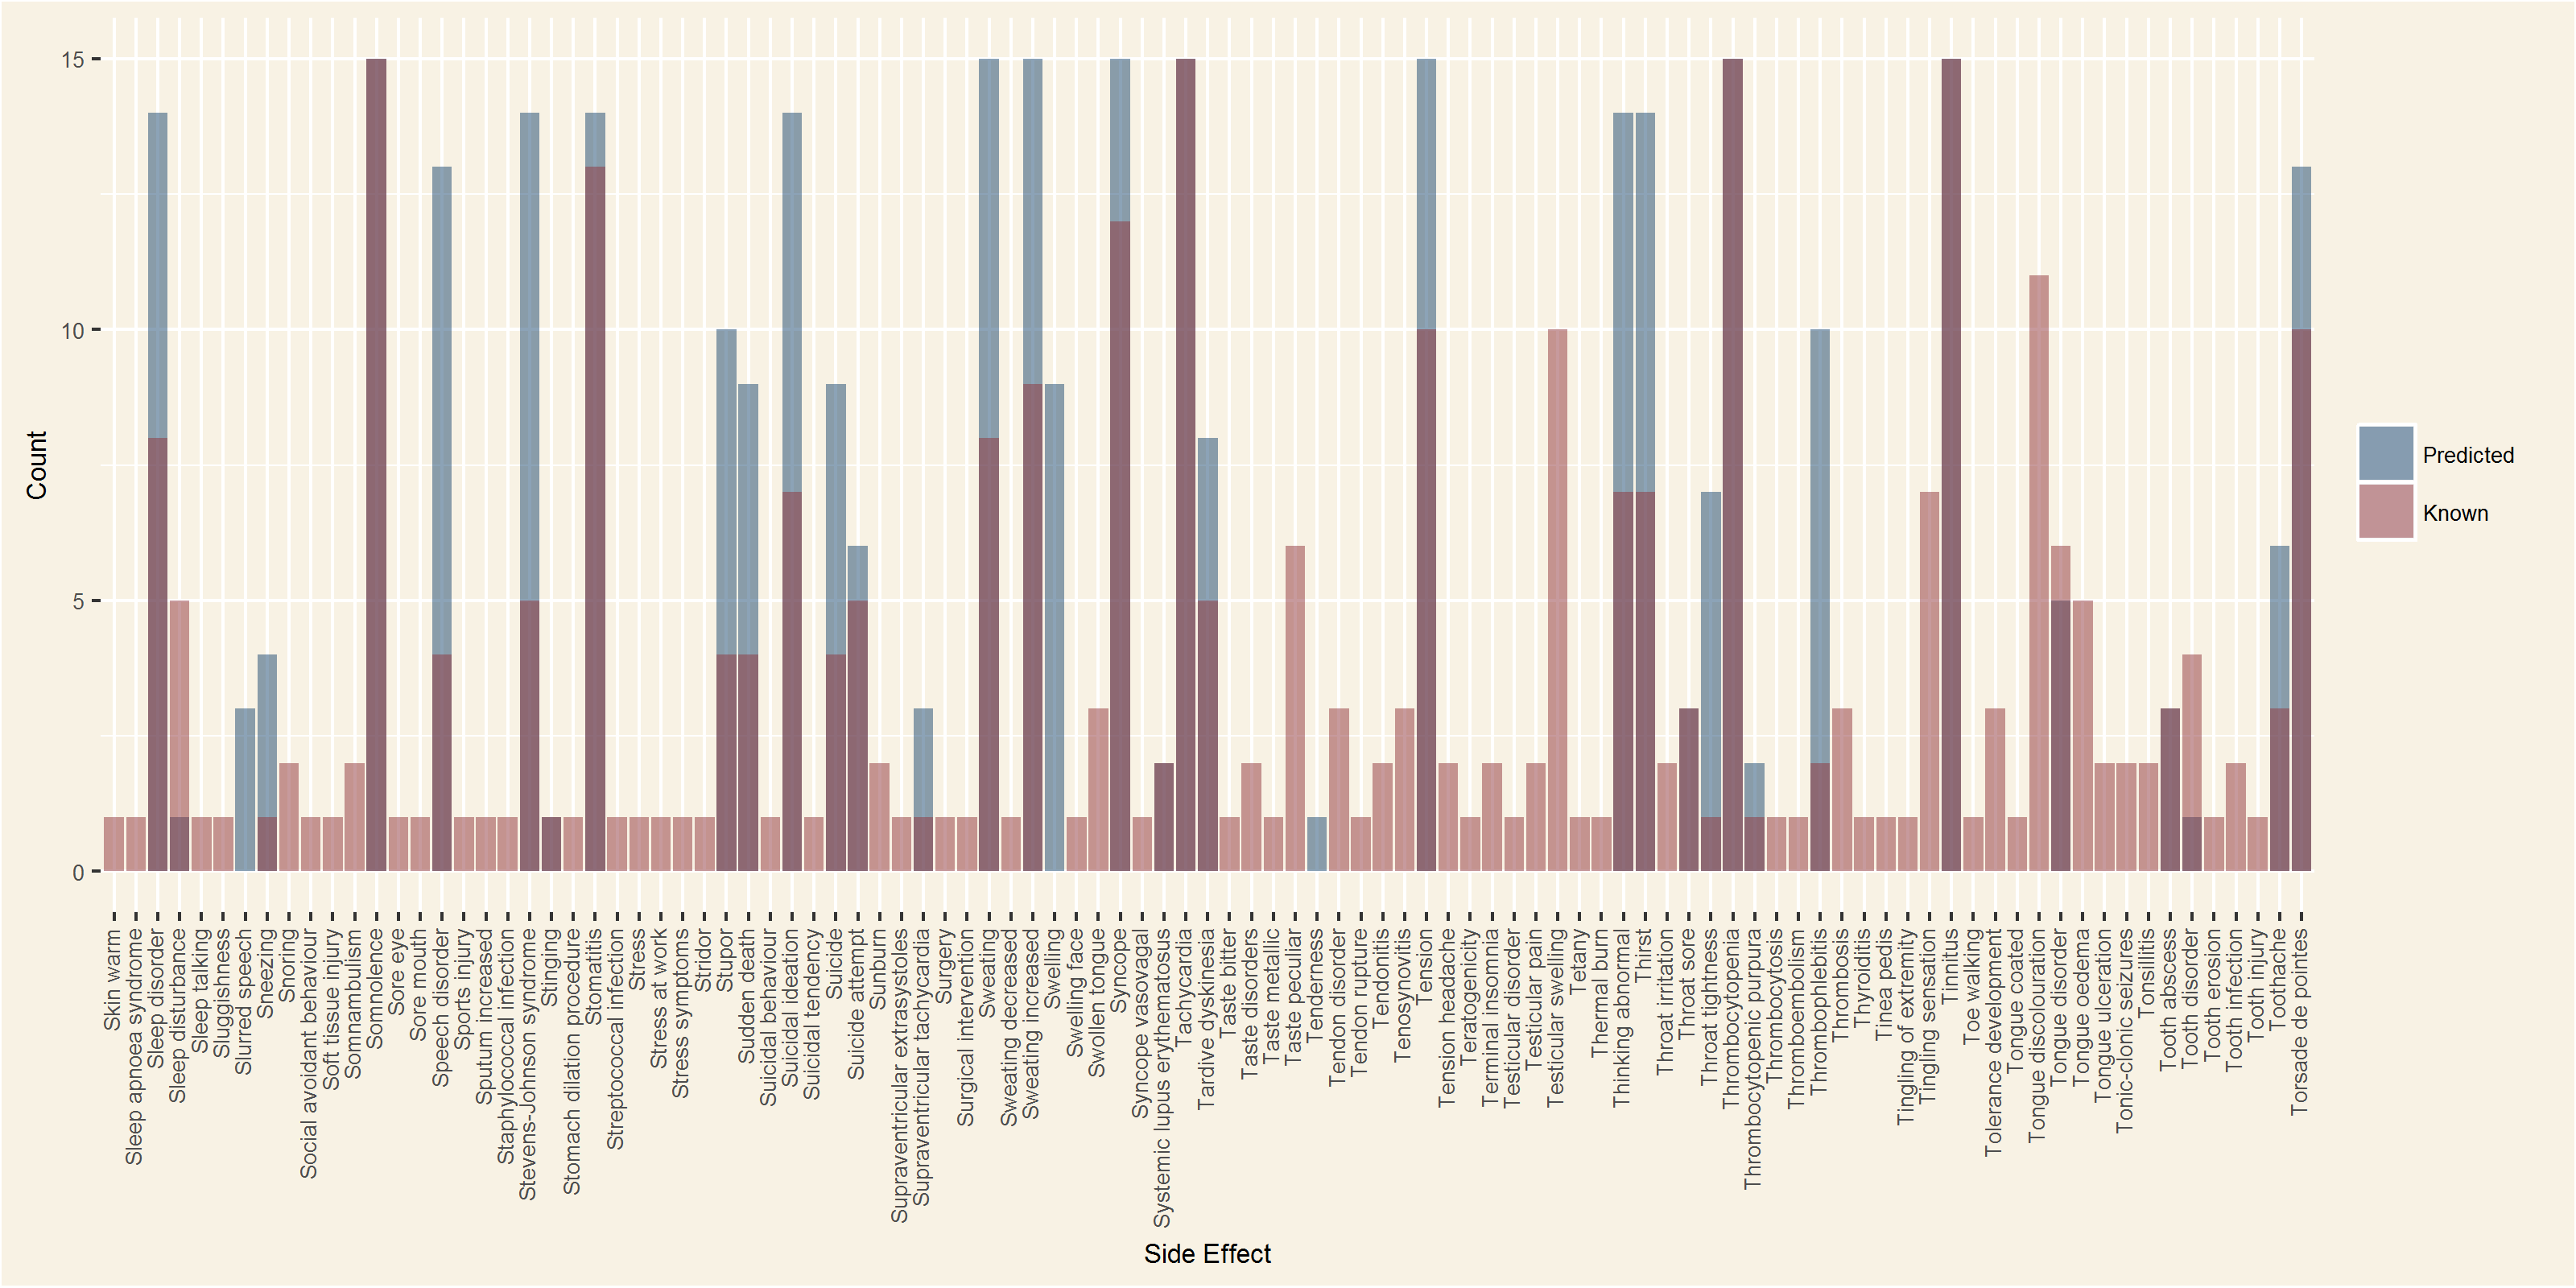 15
10
5
0
Count
Skin warm
Sleep apnoea syndrome
Sleep disorder
Sleep disturbance
Sleep talking
Sluggishness
Slurred speech
Sneezing
Snoring
Social avoidant behaviour
Soft tissue injury
Somnambulism
Somnolence
Sore eye
Sore mouth
Speech disorder
Sports injury
Sputum increased
Staphylococcal infection
Stevens-Johnson syndrome
Stinging
Stomach dilation procedure
Stomatitis
Streptococcal infection
Stress
Stress at work
Stress symptoms
Stridor
Stupor
Sudden death
Suicidal behaviour
Suicidal ideation
Suicidal tendency
Suicide
Suicide attempt
Sunburn
Supraventricular extrasystoles
Supraventricular tachycardia
Surgery
Surgical intervention
Sweating
Sweating decreased
Sweating increased
Swelling
Swelling face
Swollen tongue
Syncope
Syncope vasovagal
Systemic lupus erythematosus
Tachycardia
Tardive dyskinesia
Taste bitter
Taste disorders
Taste metallic
Taste peculiar
Tenderness
Tendon disorder
Tendon rupture
Tendonitis
Tenosynovitis
Tension
Tension headache
Teratogenicity
Terminal insomnia
Testicular disorder
Testicular pain
Testicular swelling
Tetany
Thermal burn
Thinking abnormal
Thirst
Throat irritation
Throat sore
Throat tightness
Thrombocytopenia
Thrombocytopenic purpura
Thrombocytosis
Thromboembolism
Thrombophlebitis
Thrombosis
Thyroiditis
Tinea pedis
Tingling of extremity
Tingling sensation
Tinnitus
Toe walking
Tolerance development
Tongue coated
Tongue discolouration
Tongue disorder
Tongue oedema
Tongue ulceration
Tonic-clonic seizures
Tonsillitis
Tooth abscess
Tooth disorder
Tooth erosion
Tooth infection
Tooth injury
Toothache
Torsade de pointes
Side Effect
Predicted
Known